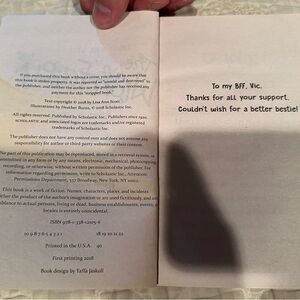 If you purchased this book without a cover, you should be aware that
this book is stolen property. It was reported as "unsold and destroyed" to
the publisher, and neither the author nor the publisher has received any
payment for this "stripped book."
Text copyright © 2018 by Lisa Ann Scott
Illustrations by Heather Burns, © 2018 Scholastic Inc.
All rights reserved. Published by Scholastic Inc., Publishers since 1920.
SCHOLASTIC and associated logos are trademarks and/or registered
trademarks of Scholastic Inc.
The publisher does not have any control over and does not assume any
responsibility for author or third-party websites or their content.
No part of this publication may be reproduced, stored in a retrieval system, or
transmitted in any form or by any means, electronic, mechanical, photocopying,
recording, or otherwise, without written permission of the publisher. For
information regarding permission, write to Scholastic Inc., Attention:
Permissions Department, 557 Broadway, New York, NY 10012.
This book is a work of fiction. Names, characters, places, and incidents
either the product of the author's imagination or are used fictitiously, and any
resemblance to actual persons, living or dead, business establishments, events, or
locales is entirely coincidental.
ISBN 978-1-338-
10 9 8 7 6 5 4 3 2 1 18 19 20 21 22
Printed in the U.S.A. 40
First printing 2018
Book design by Yaffa Jaskoll
To my BFF, Vic.
Thanks for all your support.
Couldn't wish for a better bestie!